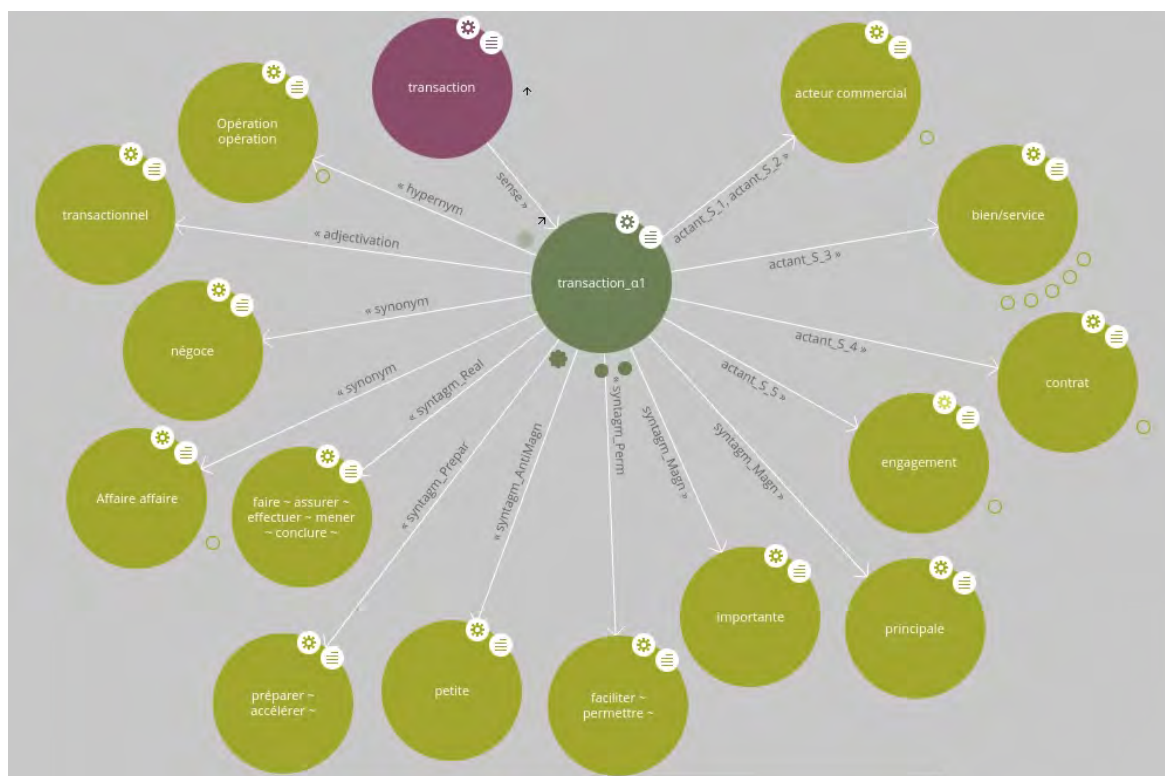 transaction
acteur commercial
Opération
opération
« hypernym
sense »
actant_S_1, actant_S_2 »
transactionnel
« adjectivation
bien/service
actant_S_3 »
transaction_α1
négoce
« synonym
actant_S_4 »
contrat
« synonym
« syntagm_Real
actant_S_5 »
Affaire affaire
faire ~ assurer ~
effectuer ~ mener
~ conclure ~
« syntagm_Prepar
« syntagm_AntiMagn
« syntagm_Perm
syntagm_Magn »
syntagm_Magn »
engagement
importante
principale
préparer ~
accélérer ~
petite
faciliter ~
permettre ~